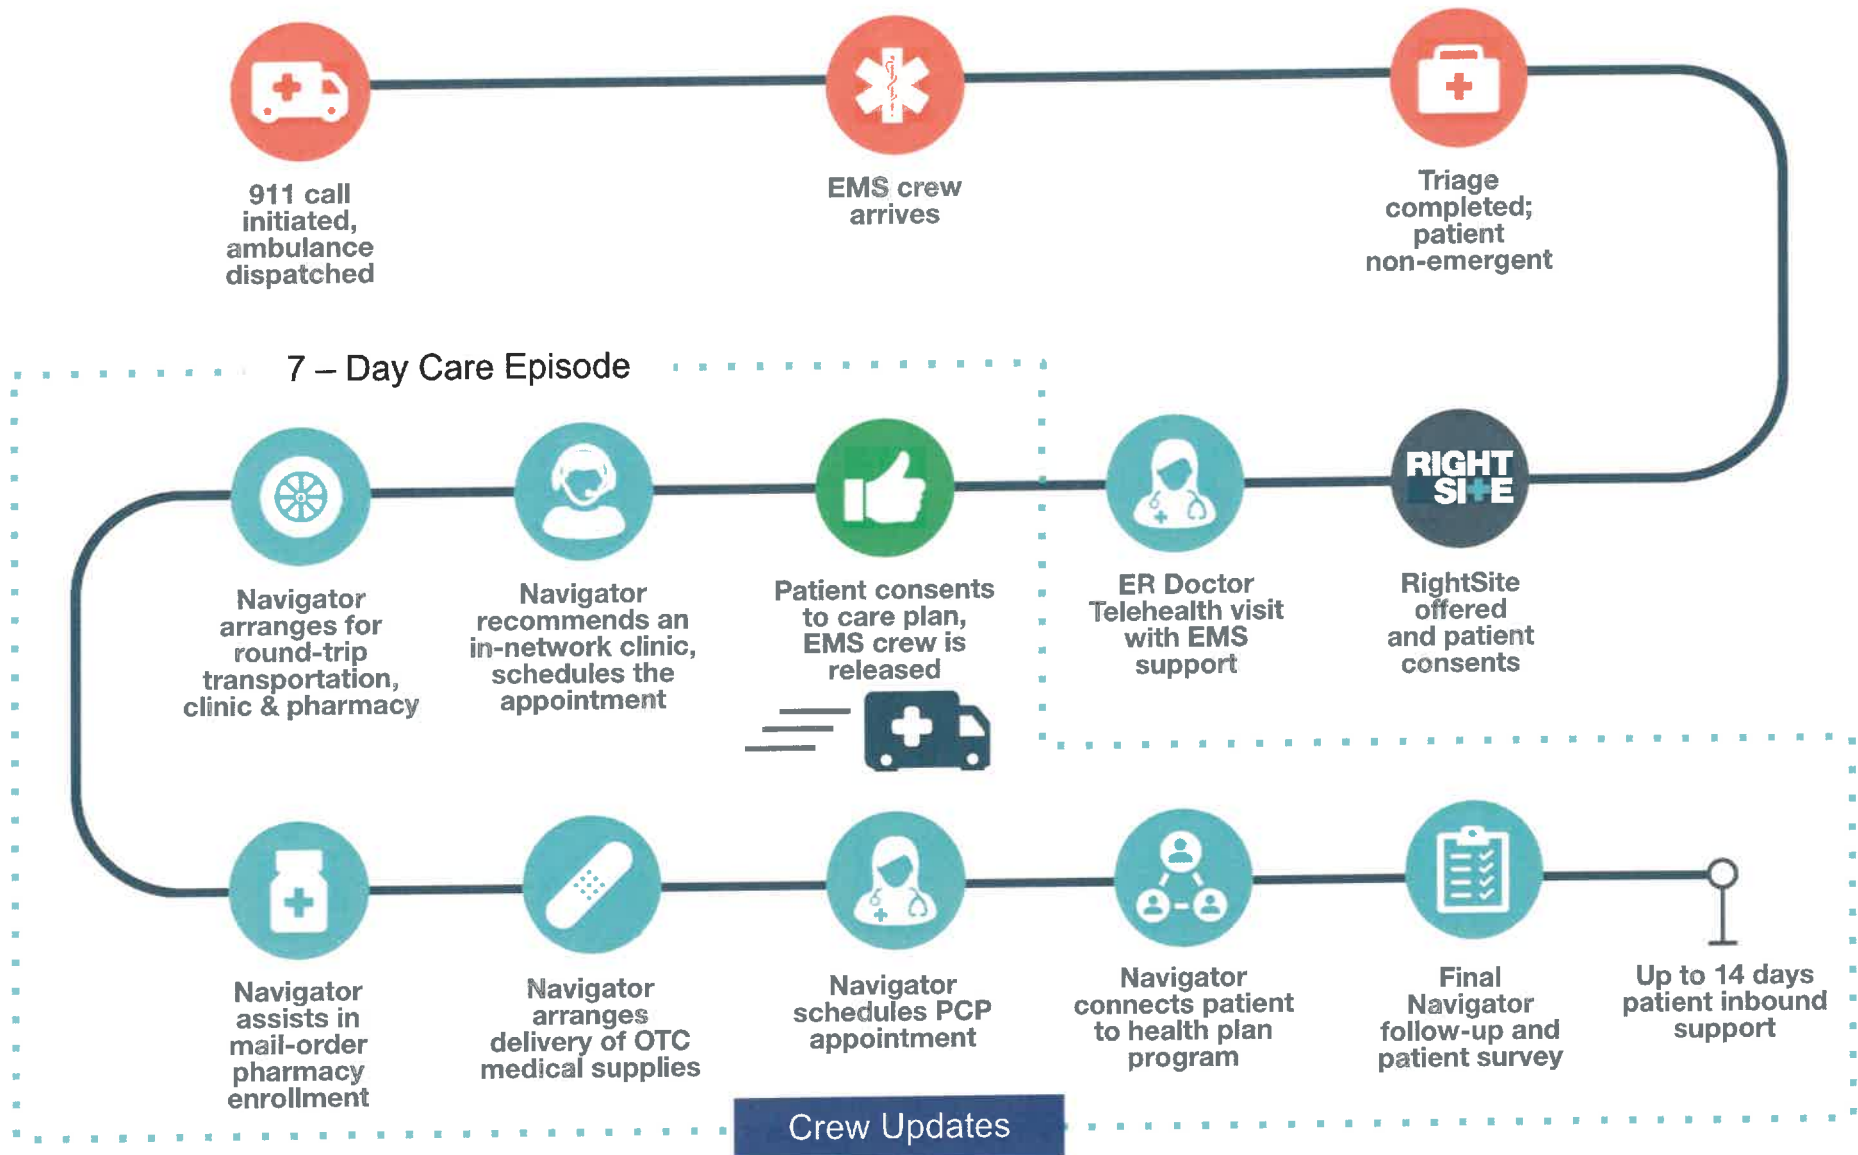 911 call
initiated,
ambulance
dispatched
EMS crew
arrives
Triage
completed;
patient
non-emergent
7 – Day Care Episode
RIGHT
SITE
RightSite
offered
and patient
consents
ER Doctor
Telehealth visit
with EMS
support
Patient consents
to care plan,
EMS crew is
released
Navigator
recommends an
in-network clinic,
schedules the
appointment
Navigator
arranges for
round-trip
transportation,
clinic & pharmacy
Navigator
assists in
mail-order
pharmacy
enrollment
Navigator
arranges
delivery of OTC
medical supplies
Navigator
schedules PCP
appointment
Navigator
connects patient
to health plan
program
Final
Navigator
follow-up and
patient survey
Up to 14 days
patient inbound
support
Crew Updates